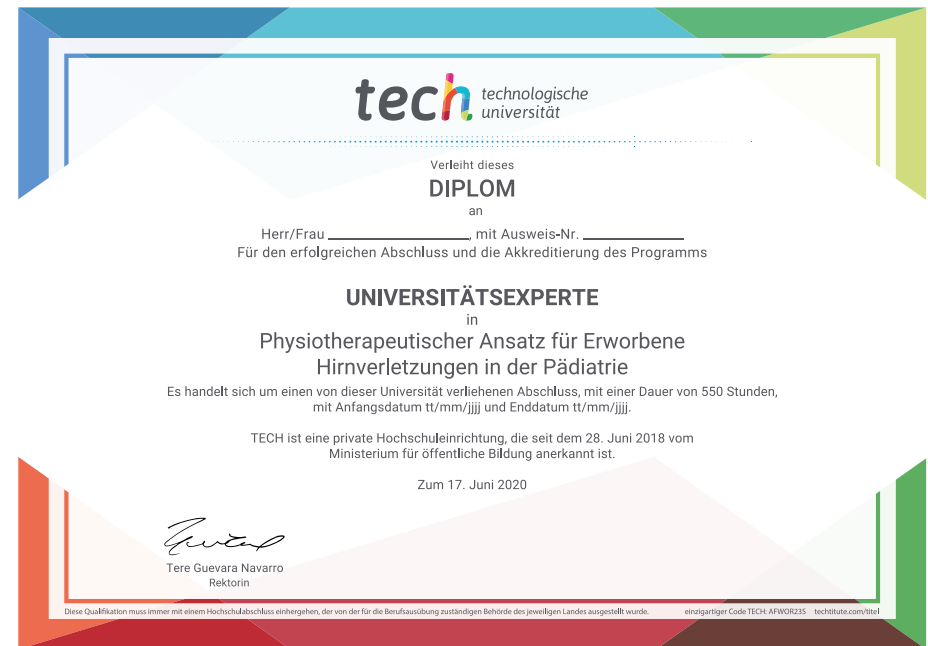 tech technologische
universität
Verleiht dieses
DIPLOM
an
Herr/Frau ____________________, mit Ausweis-Nr. ______________
Für den erfolgreichen Abschluss und die Akkreditierung des Programms
UNIVERSITÄTSEXPERTE
in
Physiotherapeutischer Ansatz für Erworbene
Hirnverletzungen in der Pädiatrie
Es handelt sich um einen von dieser Universität verliehenen Abschluss, mit einer Dauer von 550 Stunden,
mit Anfangsdatum tt/mm/jjjj und Enddatum tt/mm/jjjj.
TECH ist eine private Hochschuleinrichtung, die seit dem 28. Juni 2018 vom
Ministerium für öffentliche Bildung anerkannt ist.
Zum 17. Juni 2020
Tere Guevara Navarro
Rektorin
Diese Qualifikation muss immer mit einem Hochschulabschluss einhergehen, der von der für die Berufsausübung zuständigen Behörde des jeweiligen Landes ausgestellt wurde. einzigartiger Code TECH: AFWOR23S techtitute.com/titel